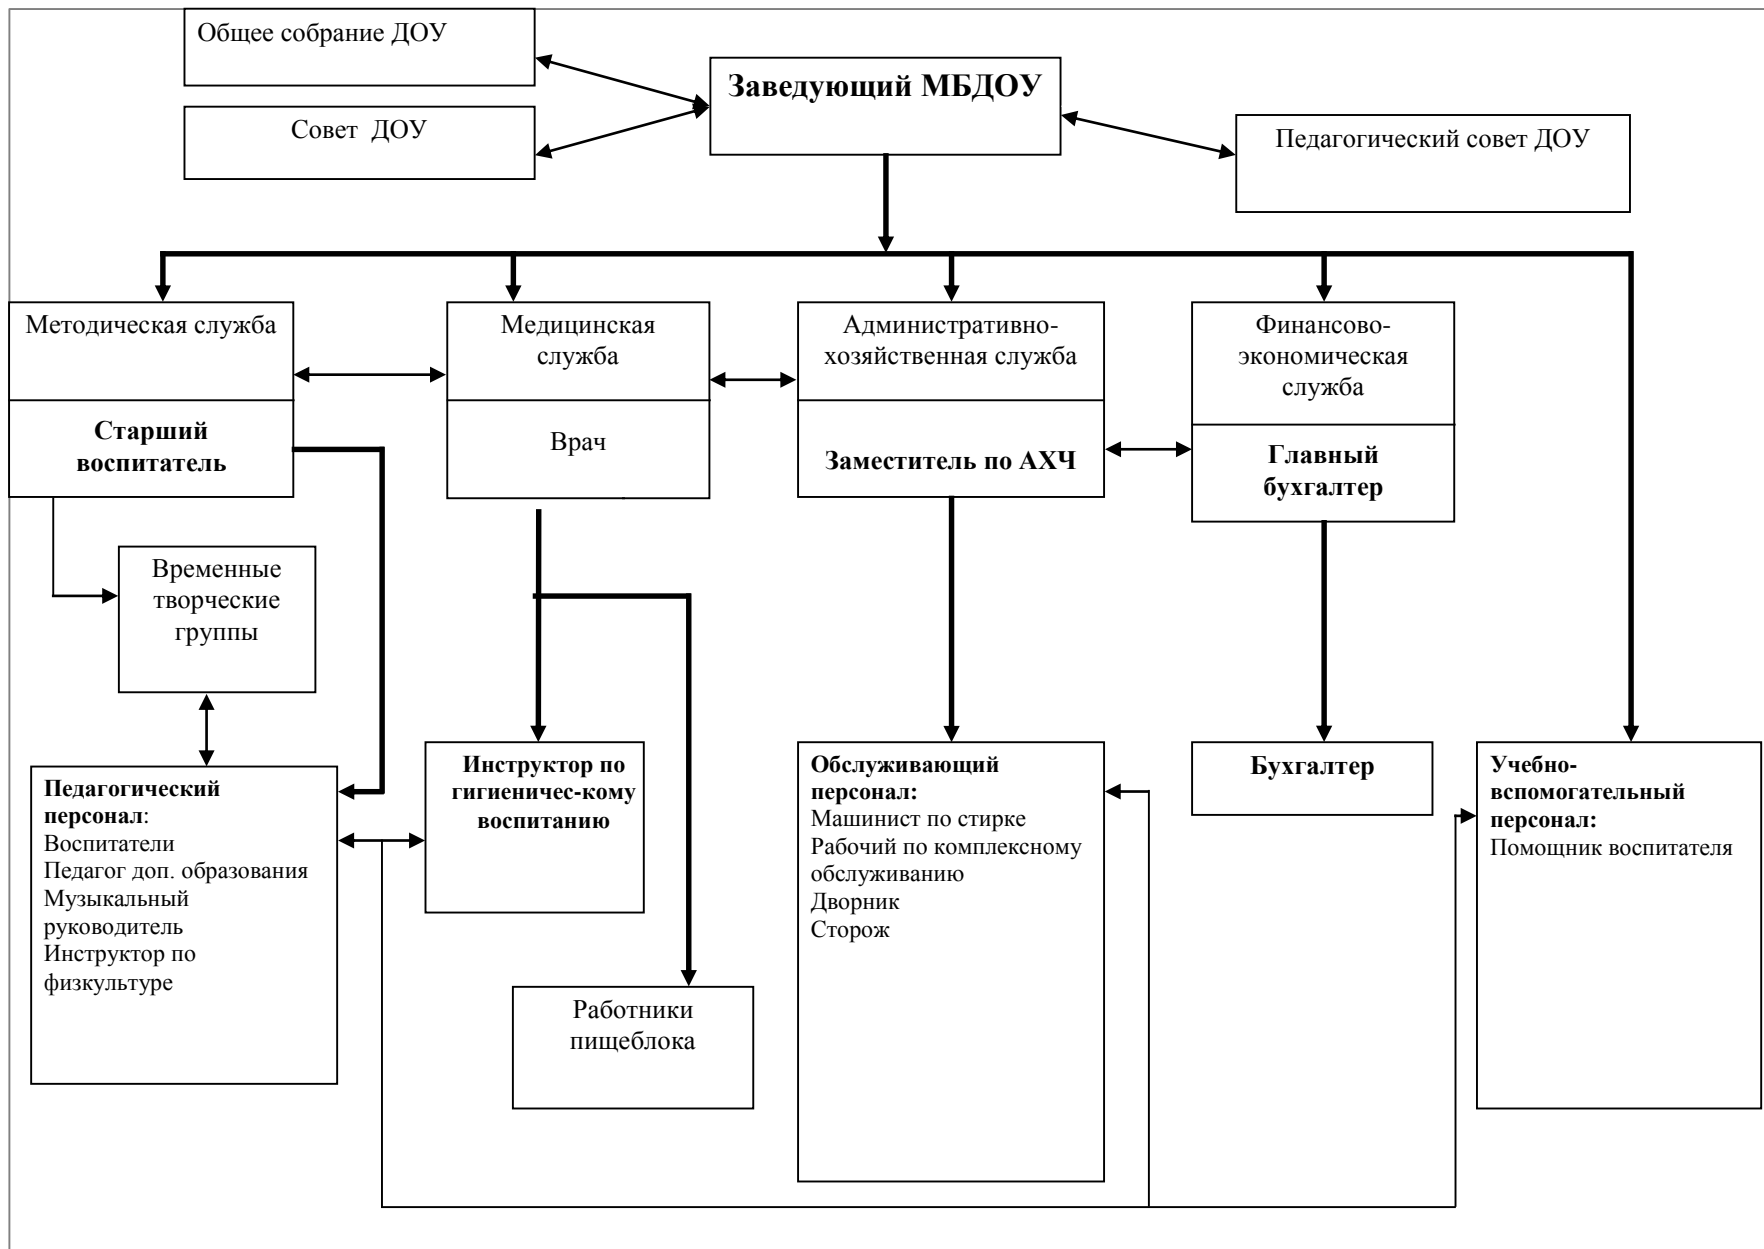 Общее собрание ДОУ
Заведующий МБДОУ
Совет ДОУ
Педагогический совет ДОУ
Методическая служба
Медицинская
служба
Административно-
хозяйственная служба
Финансово-
экономическая
служба
Старший
воспитатель
Врач
Заместитель по АХЧ
Главный
бухгалтер
Временные
творческие
группы
Педагогический
персонал:
Воспитатели
Педагог доп. образования
Музыкальный
руководитель
Инструктор по
физкультуре
Инструктор по
гигиеничес-кому
воспитанию
Работники
пищеблока
Обслуживающий
персонал:
Машинист по стирке
Рабочий по комплексному
обслуживанию
Дворник
Сторож
Бухгалтер
Учебно-
вспомогательный
персонал:
Помощник воспитателя